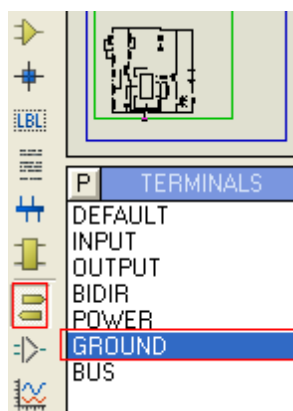 LBL
P TERMINALS
DEFAULT
INPUT
OUTPUT
BIDIR
POWER
GROUND
BUS